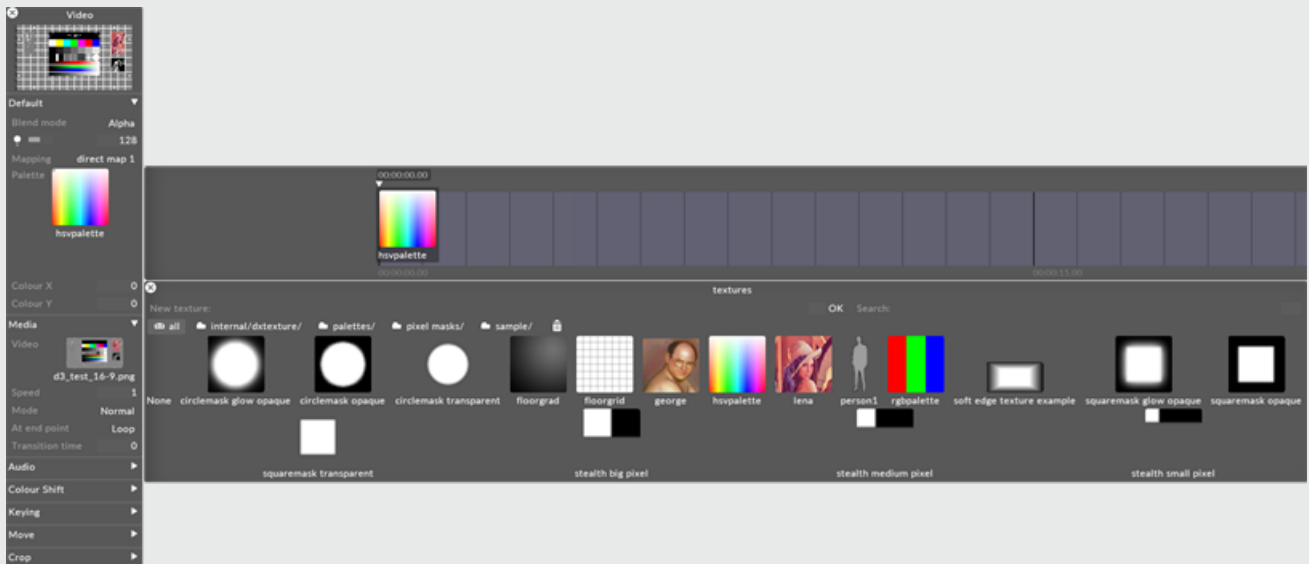 Video
Default
Blend mode Alpha
128
Mapping direct map 1
Palette
hsvpalette
Colour X 0
Colour Y 0
Media
Video
d3_test_16-9.png
Speed 1
Mode Normal
At end point Loop
Transition time 0
Audio
Colour Shift
Keying
Move
Crop
00:00:00.00
hsvpalette
00:00:00.00 00:00:15.00
textures
New texture: OK Search:
all internal/dxtexture/ palettes/ pixel masks/ sample/
None circlemask glow opaque circlemask opaque circlemask transparent floorgrad floorgrid george hsvpalette lena person1 rgbpalette soft edge texture example squaremask glow opaque squaremask opaque
squaremask transparent stealth big pixel stealth medium pixel stealth small pixel